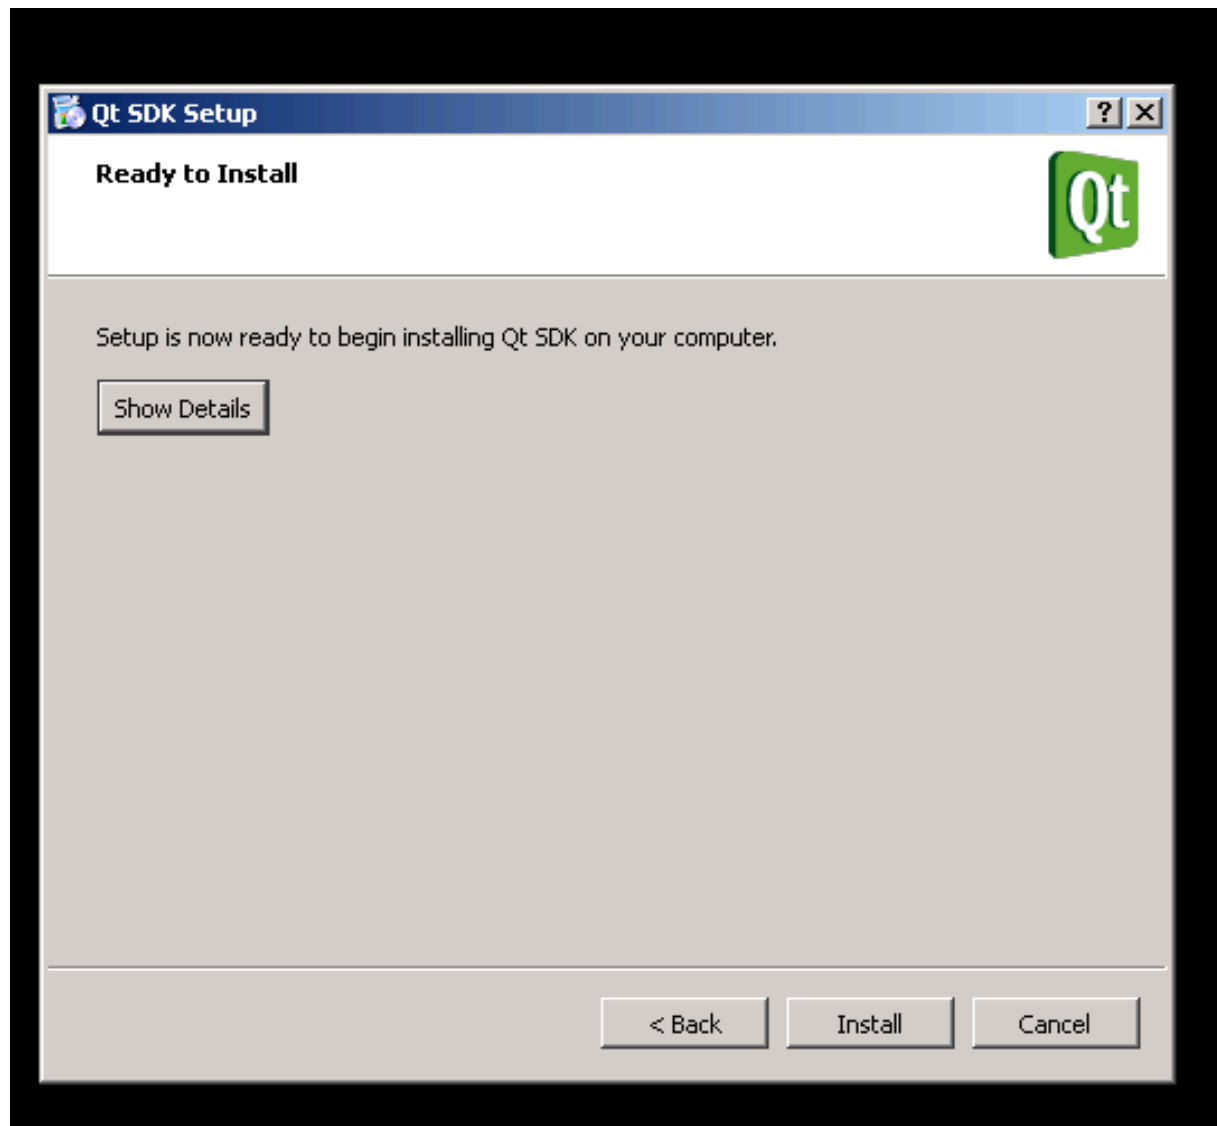 Qt SDK Setup
Ready to Install
Qt
Setup is now ready to begin installing Qt SDK on your computer.
Show Details
< Back Install Cancel